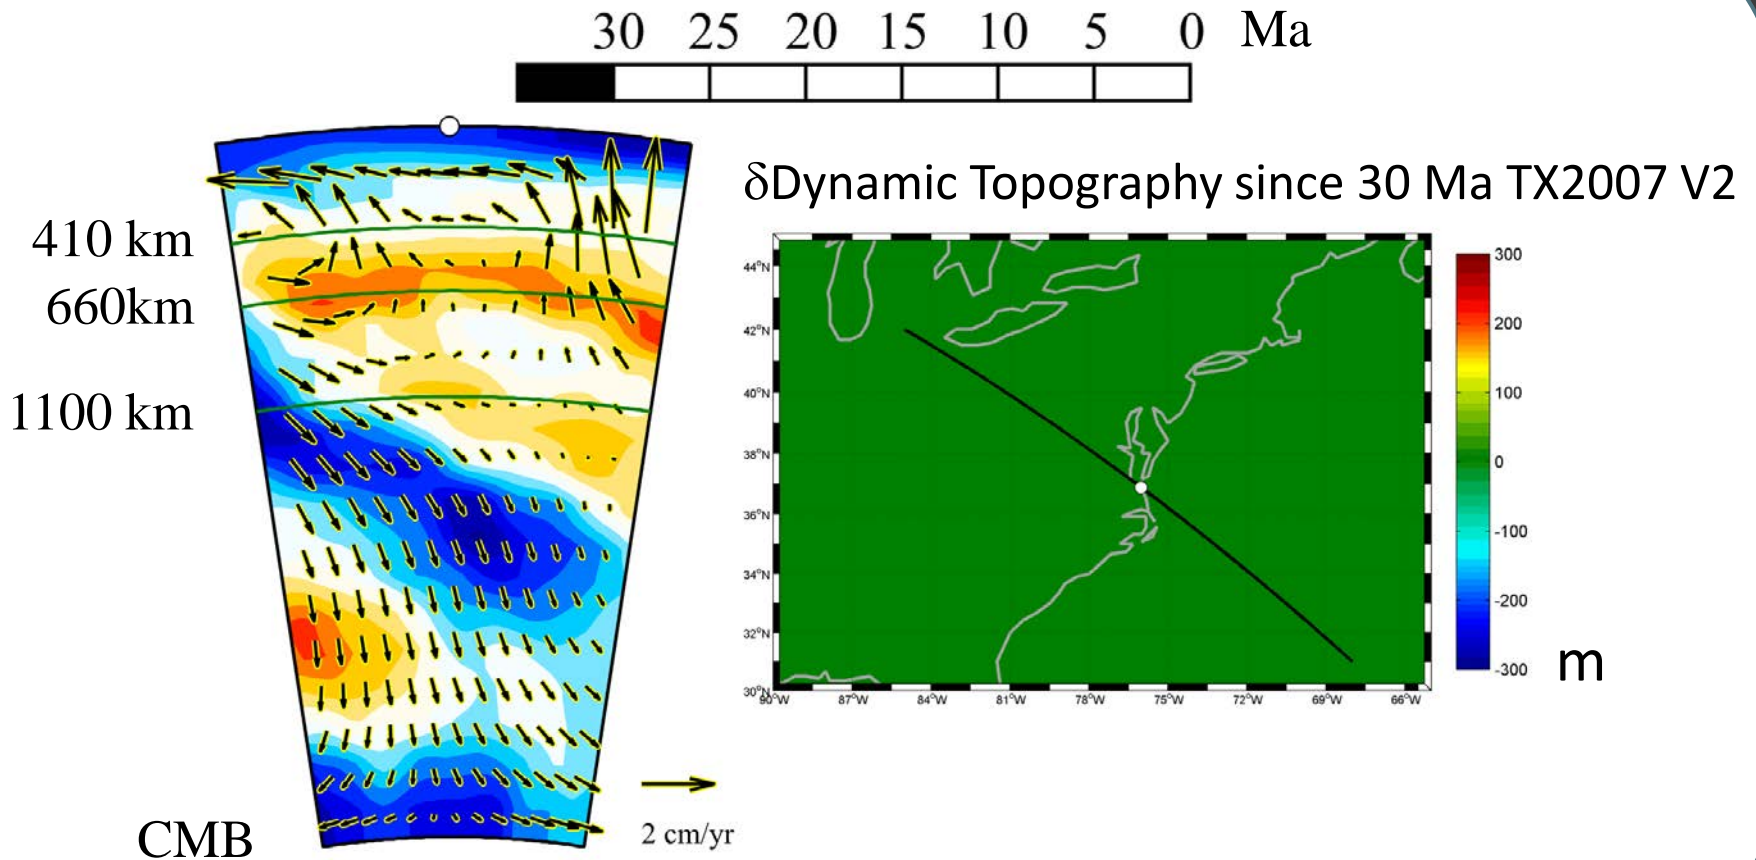 30 25 20 15 10 5 0 Ma
δDynamic Topography since 30 Ma TX2007 V2
410 km
660km
1100 km
CMB
2 cm/yr
44°N
42°N
40°N
38°N
36°N
34°N
32°N
30°N
90°W 87°W 84°W 81°W 78°W 75°W 72°W 69°W 66°W
300
200
100
0
-100
-200
-300
m